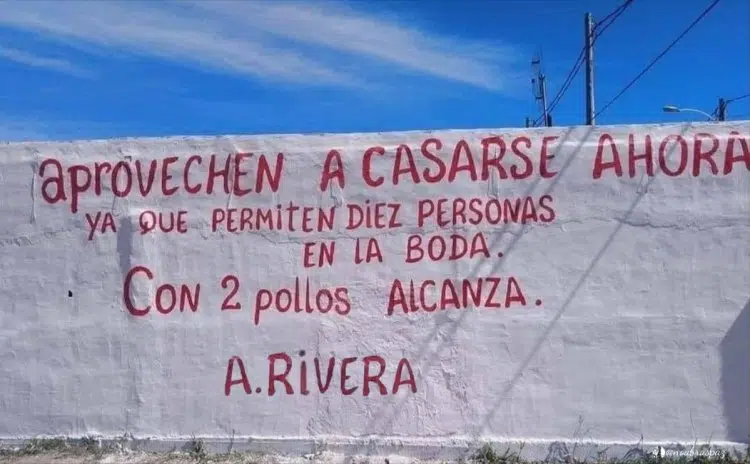 aprovechen a casarse ahora
ya que permiten diez personas
en la boda.
Con 2 pollos alcanza.
A. Rivera